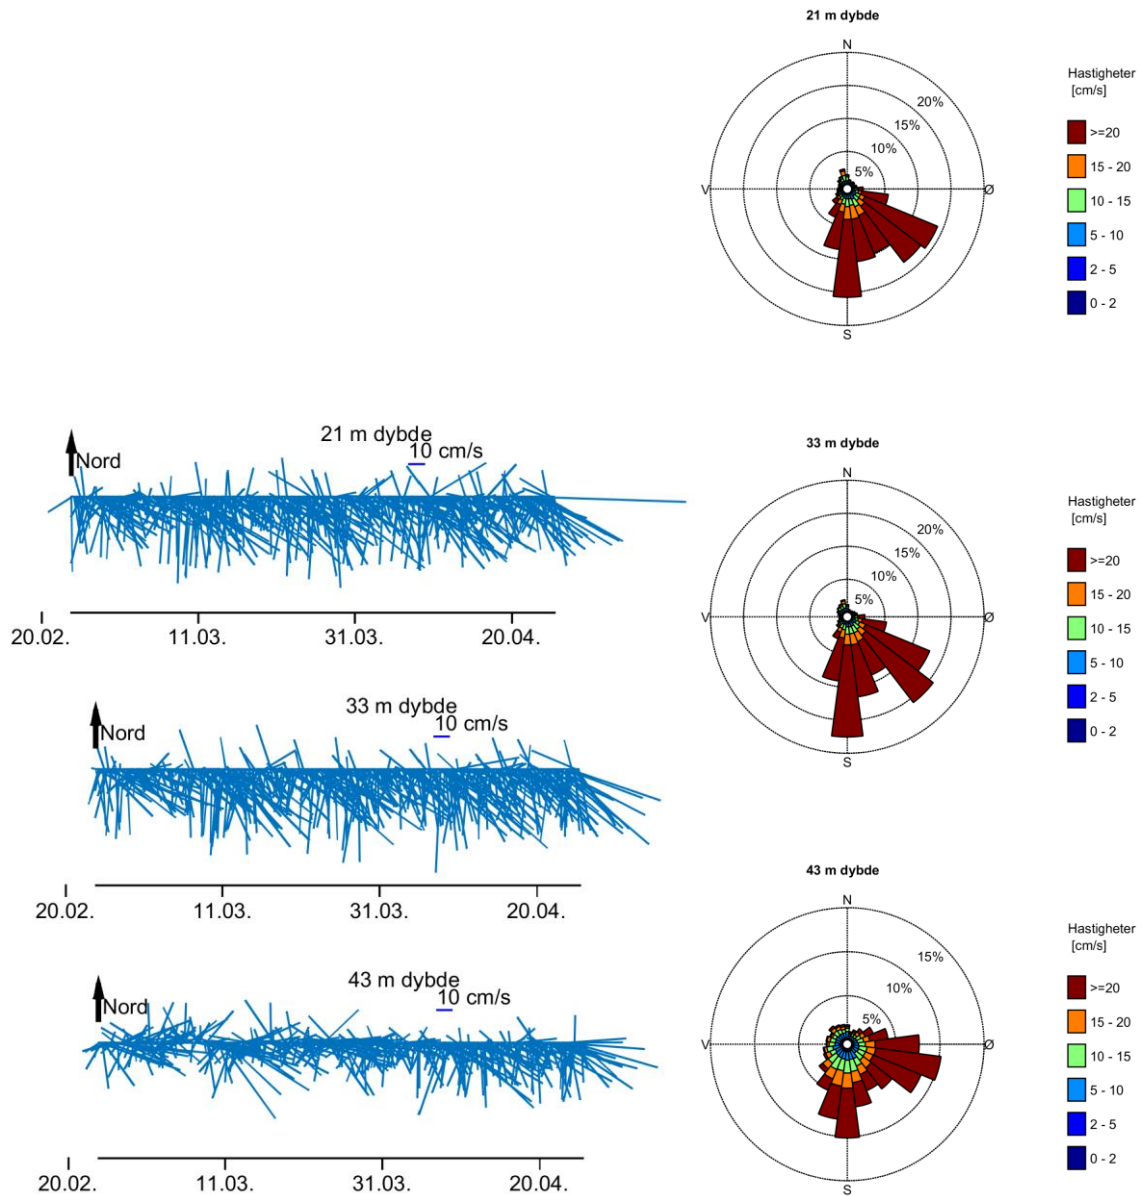 21 m dybde
N
Hastigheter
[cm/s]
20%
15%
10%
5%
V
Ø
S
>=20
15 - 20
10 - 15
5 - 10
2 - 5
0 - 2
21 m dybde
10 cm/s
Nord
20.02.
11.03.
31.03.
20.04.
33 m dybde
N
Hastigheter
[cm/s]
20%
15%
10%
5%
V
Ø
S
>=20
15 - 20
10 - 15
5 - 10
2 - 5
0 - 2
33 m dybde
10 cm/s
Nord
20.02.
11.03.
31.03.
20.04.
43 m dybde
N
Hastigheter
[cm/s]
15%
10%
5%
V
Ø
S
>=20
15 - 20
10 - 15
5 - 10
2 - 5
0 - 2
43 m dybde
10 cm/s
Nord
20.02.
11.03.
31.03.
20.04.